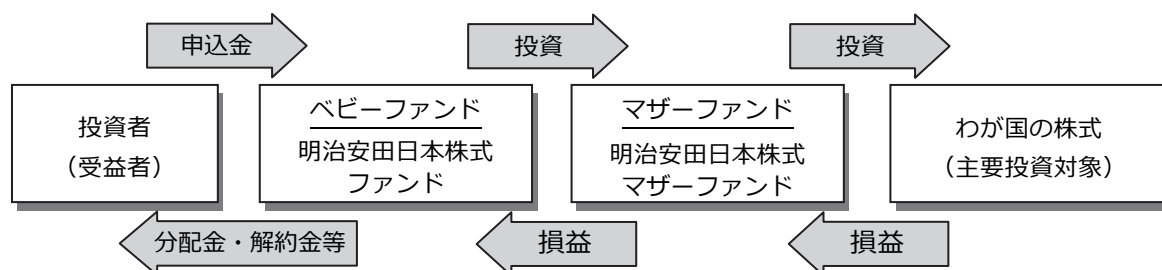 申込金
投資
投資
投資者
（受益者）
ベビーファンド
明治安田日本株式
ファンド
マザーファンド
明治安田日本株式
マザーファンド
わが国の株式
（主要投資対象）
分配金・解約金等
損益
損益